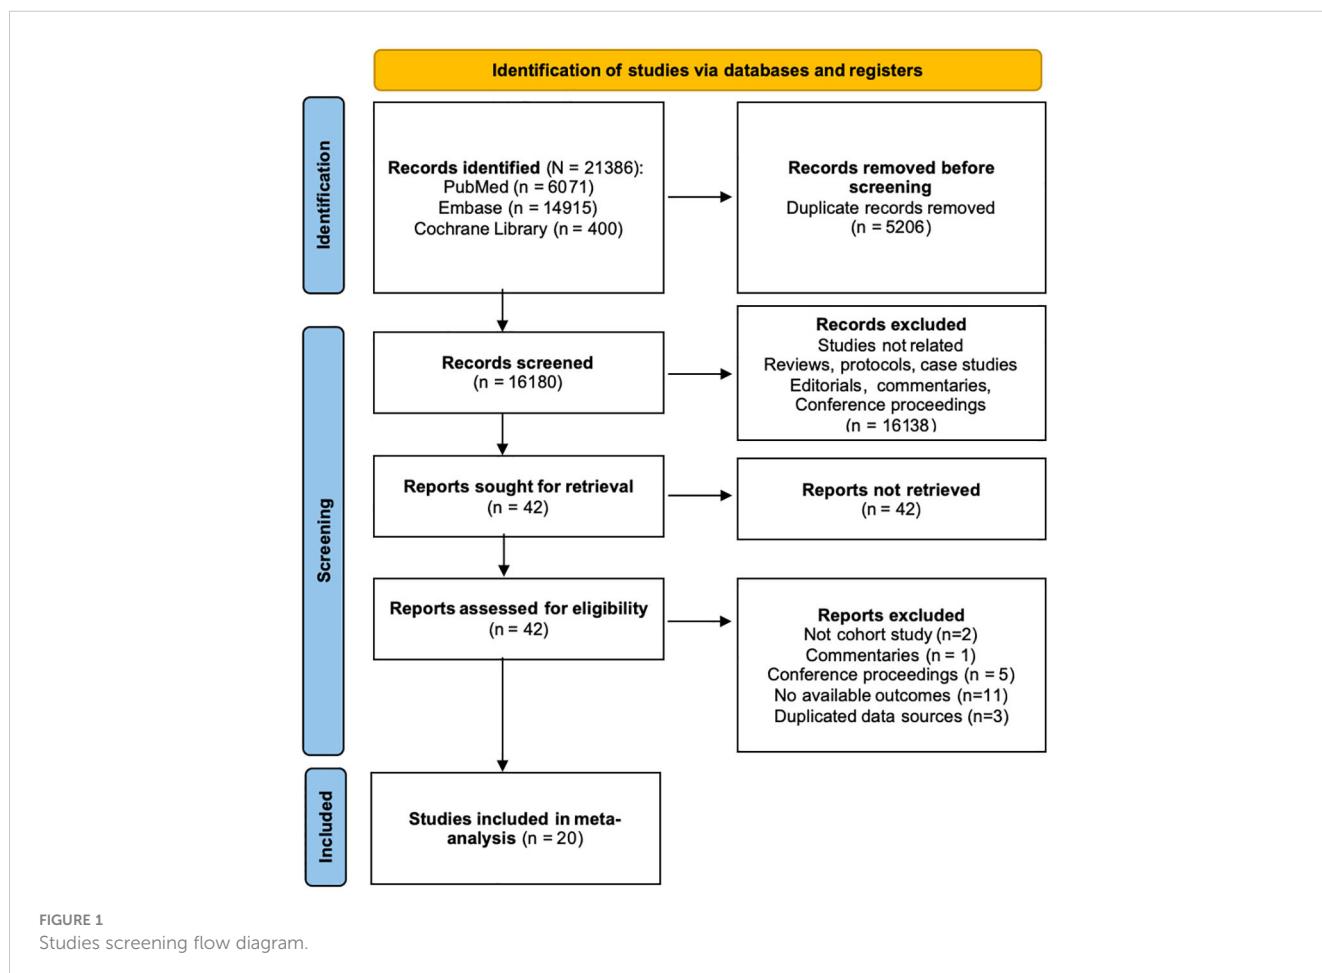 Identification of studies via databases and registers
Identification
Records identified (N = 21386):
PubMed (n = 6071)
Embase (n = 14915)
Cochrane Library (n = 400)
Records removed before
screening
Duplicate records removed
(n = 5206)
Screening
Records screened
(n = 16180)
Records excluded
Studies not related
Reviews, protocols, case studies
Editorials, commentaries,
Conference proceedings
(n = 16138)
Reports sought for retrieval
(n = 42)
Reports not retrieved
(n = 42)
Reports assessed for eligibility
(n = 42)
Reports excluded
Not cohort study (n=2)
Commentaries (n = 1)
Conference proceedings (n = 5)
No available outcomes (n=11)
Duplicated data sources (n=3)
Included
Studies included in meta-
analysis (n = 20)
FIGURE 1
Studies screening flow diagram.